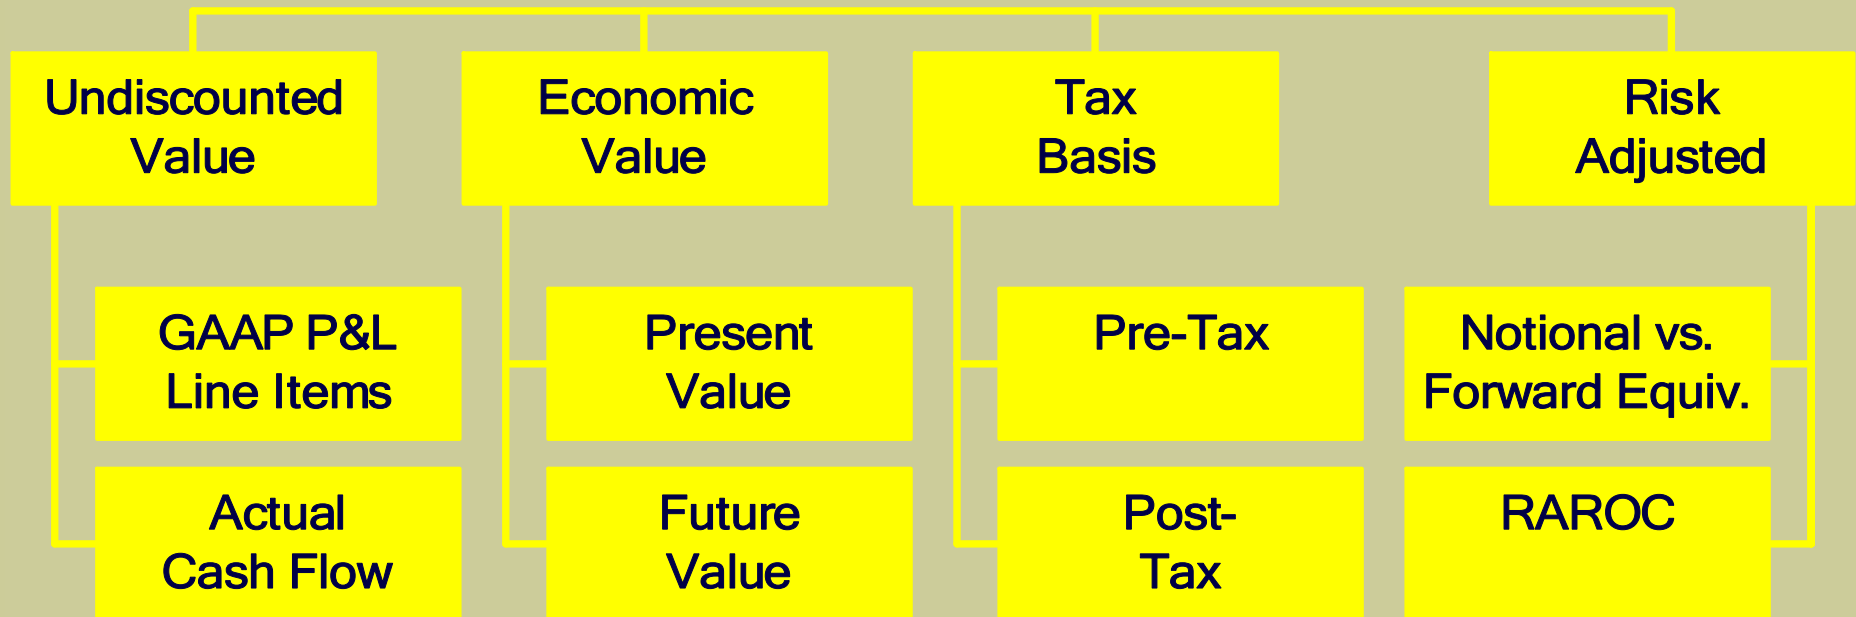 Undiscounted
Value
Economic
Value
Tax
Basis
Risk
Adjusted
GAAP P&L
Line Items
Present
Value
Pre-Tax
Notional vs.
Forward Equiv.
Actual
Cash Flow
Future
Value
Post-
Tax
RAROC